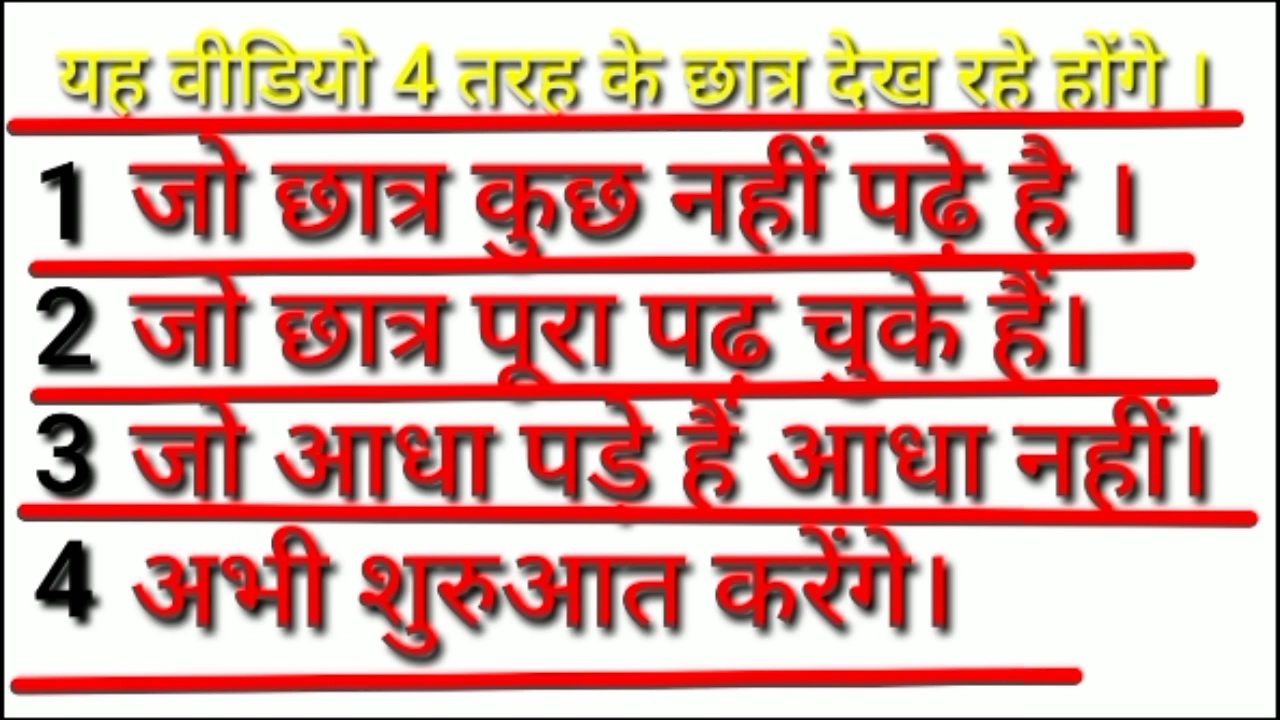 यह वीडियो 4 तरह के छात्र देख रहे होंगे ।
1 जो छात्र कुछ नहीं पढ़े है ।
2 जो छात्र पूरा पढ़ चुके हैं।
3 जो आधा पड़े हैं आधा नहीं।
4 अभी शुरुआत करेंगे।